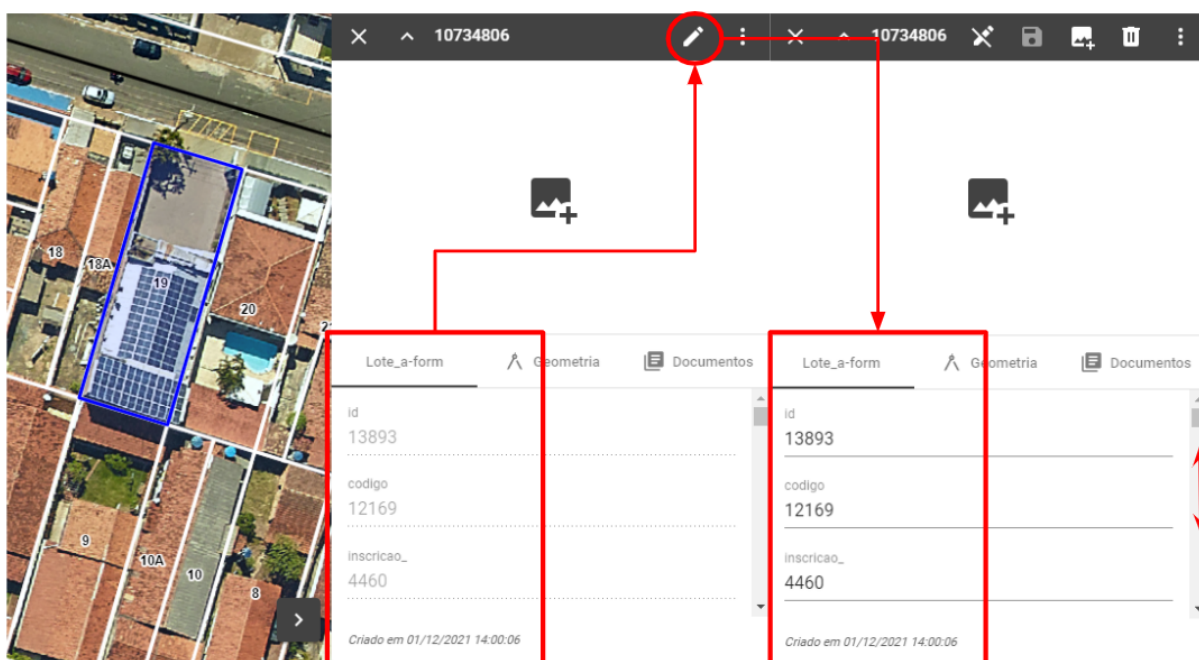 10734806
10734806
18
18A
19
20
9
10A
10
8
Lote_a-form
Geometria
Documentos
id
13893
codigo
12169
inscricao_
4460
Criado em 01/12/2021 14:00:06
Lote_a-form
Geometria
Documentos
id
13893
codigo
12169
inscricao_
4460
Criado em 01/12/2021 14:00:06